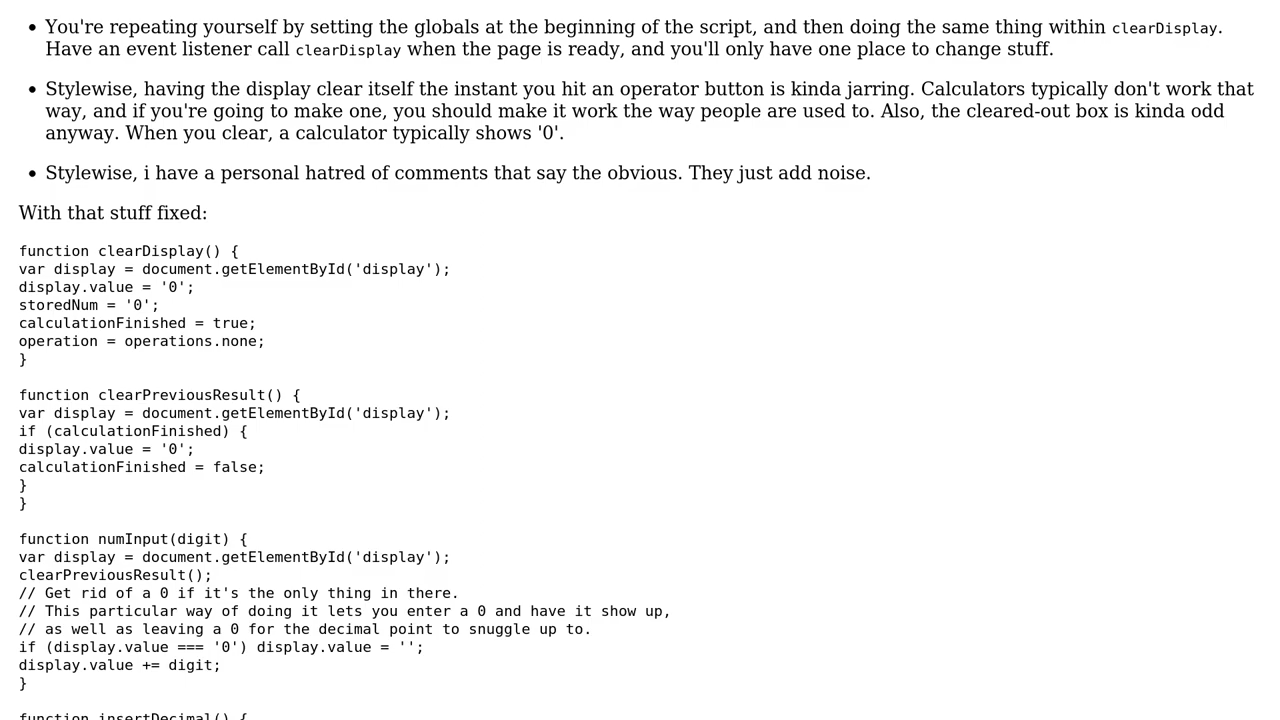 You're repeating yourself by setting the globals at the beginning of the script, and then doing the same thing within clearDisplay.
Have an event listener call clearDisplay when the page is ready, and you'll only have one place to change stuff.
Stylewise, having the display clear itself the instant you hit an operator button is kinda jarring. Calculators typically don't work that
way, and if you're going to make one, you should make it work the way people are used to. Also, the cleared-out box is kinda odd
anyway. When you clear, a calculator typically shows '0'.
Stylewise, i have a personal hatred of comments that say the obvious. They just add noise.
With that stuff fixed:
function clearDisplay() {
var display = document.getElementById('display');
display.value = '0';
storedNum = '0';
calculationFinished = true;
operation = operations.none;
}
function clearPreviousResult() {
var display = document.getElementById('display');
if (calculationFinished) {
display.value = '0';
calculationFinished = false;
}
}
function numInput(digit) {
var display = document.getElementById('display');
clearPreviousResult();
// Get rid of a 0 if it's the only thing in there.
// This particular way of doing it lets you enter a 0 and have it show up,
// as well as leaving a 0 for the decimal point to snuggle up to.
if (display.value === '0') display.value = '';
display.value += digit;
}
function insertDecimal() {